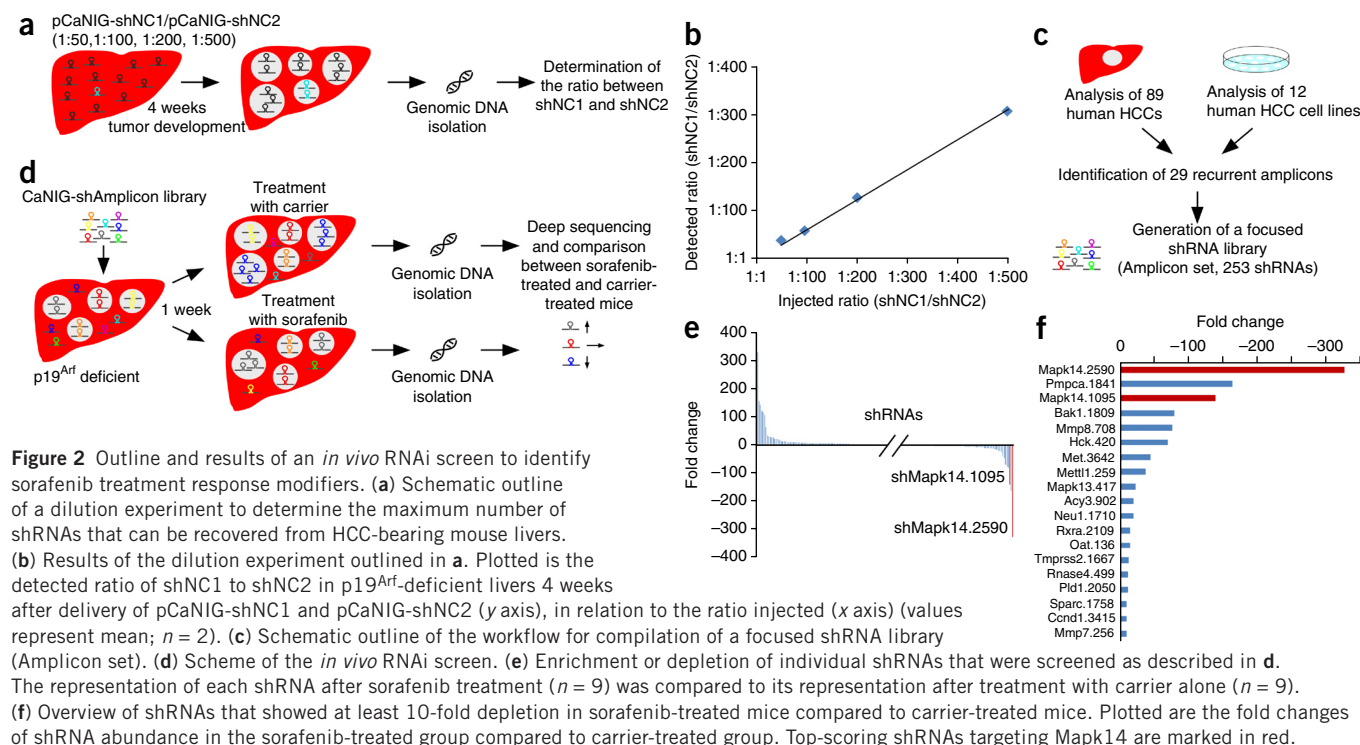 a
pCaNIG-shNC1/pCaNIG-shNC2
(1:50,1:100, 1:200, 1:500)
4 weeks
tumor development
Genomic DNA
isolation
Determination of
the ratio between
shNC1 and shNC2
b
Detected ratio (shNC1/shNC2)
1:400
1:300
1:200
1:100
1:1
1:1
1:100
1:200
1:300
1:400
1:500
Injected ratio (shNC1/shNC2)
c
Analysis of 89
human HCCs
Analysis of 12
human HCC cell lines
Identification of 29 recurrent amplicons
Generation of a focused
shRNA library
(Amplicon set, 253 shRNAs)
d
CaNIG-shAmplicon library
p19Arf deficient
1 week
Treatment
with carrier
Treatment
with sorafenib
Genomic DNA
isolation
Genomic DNA
isolation
Deep sequencing
and comparison
between sorafenib-
treated and carrier-
treated mice
e
Fold change
400
300
200
100
0
–100
–200
–300
–400
shRNAs
shMapk14.1095
shMapk14.2590
f
Fold change
0
–100
–200
–300
Mapk14.2590
Pmpca.1841
Mapk14.1095
Bak1.1809
Mmp8.708
Hck.420
Met.3642
Mettl1.259
Mapk13.417
Acy3.902
Neu1.1710
Rxra.2109
Oat.136
Tmprss2.1667
Rnase4.499
Pld1.2050
Sparc.1758
Ccnd1.3415
Mmp7.256
Figure 2 Outline and results of an in vivo RNAi screen to identify
sorafenib treatment response modifiers. (a) Schematic outline
of a dilution experiment to determine the maximum number of
shRNAs that can be recovered from HCC-bearing mouse livers.
(b) Results of the dilution experiment outlined in a. Plotted is the
detected ratio of shNC1 to shNC2 in p19Arf-deficient livers 4 weeks
after delivery of pCaNIG-shNC1 and pCaNIG-shNC2 (y axis), in relation to the ratio injected (x axis) (values
represent mean; n = 2). (c) Schematic outline of the workflow for compilation of a focused shRNA library
(Amplicon set). (d) Scheme of the in vivo RNAi screen. (e) Enrichment or depletion of individual shRNAs that were screened as described in d.
The representation of each shRNA after sorafenib treatment (n = 9) was compared to its representation after treatment with carrier alone (n = 9).
(f) Overview of shRNAs that showed at least 10-fold depletion in sorafenib-treated mice compared to carrier-treated mice. Plotted are the fold changes
of shRNA abundance in the sorafenib-treated group compared to carrier-treated group. Top-scoring shRNAs targeting Mapk14 are marked in red.